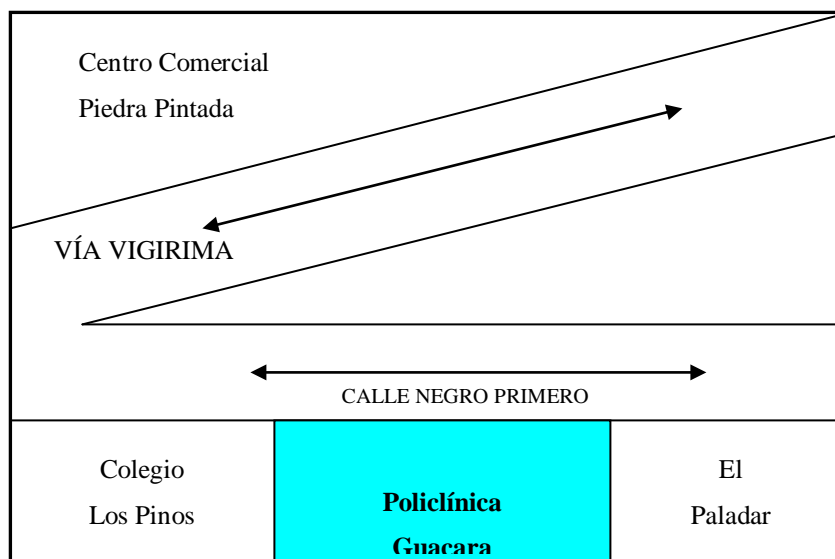 Centro Comercial
Piedra Pintada
VÍA VIGIRIMA
CALLE NEGRO PRIMERO
Colegio
Los Pinos
Policlínica
Guacara
El
Paladar